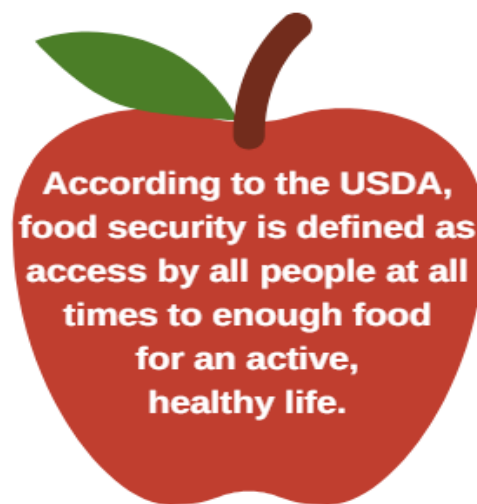 According to the USDA,
food security is defined as
access by all people at all
times to enough food
for an active,
healthy life.